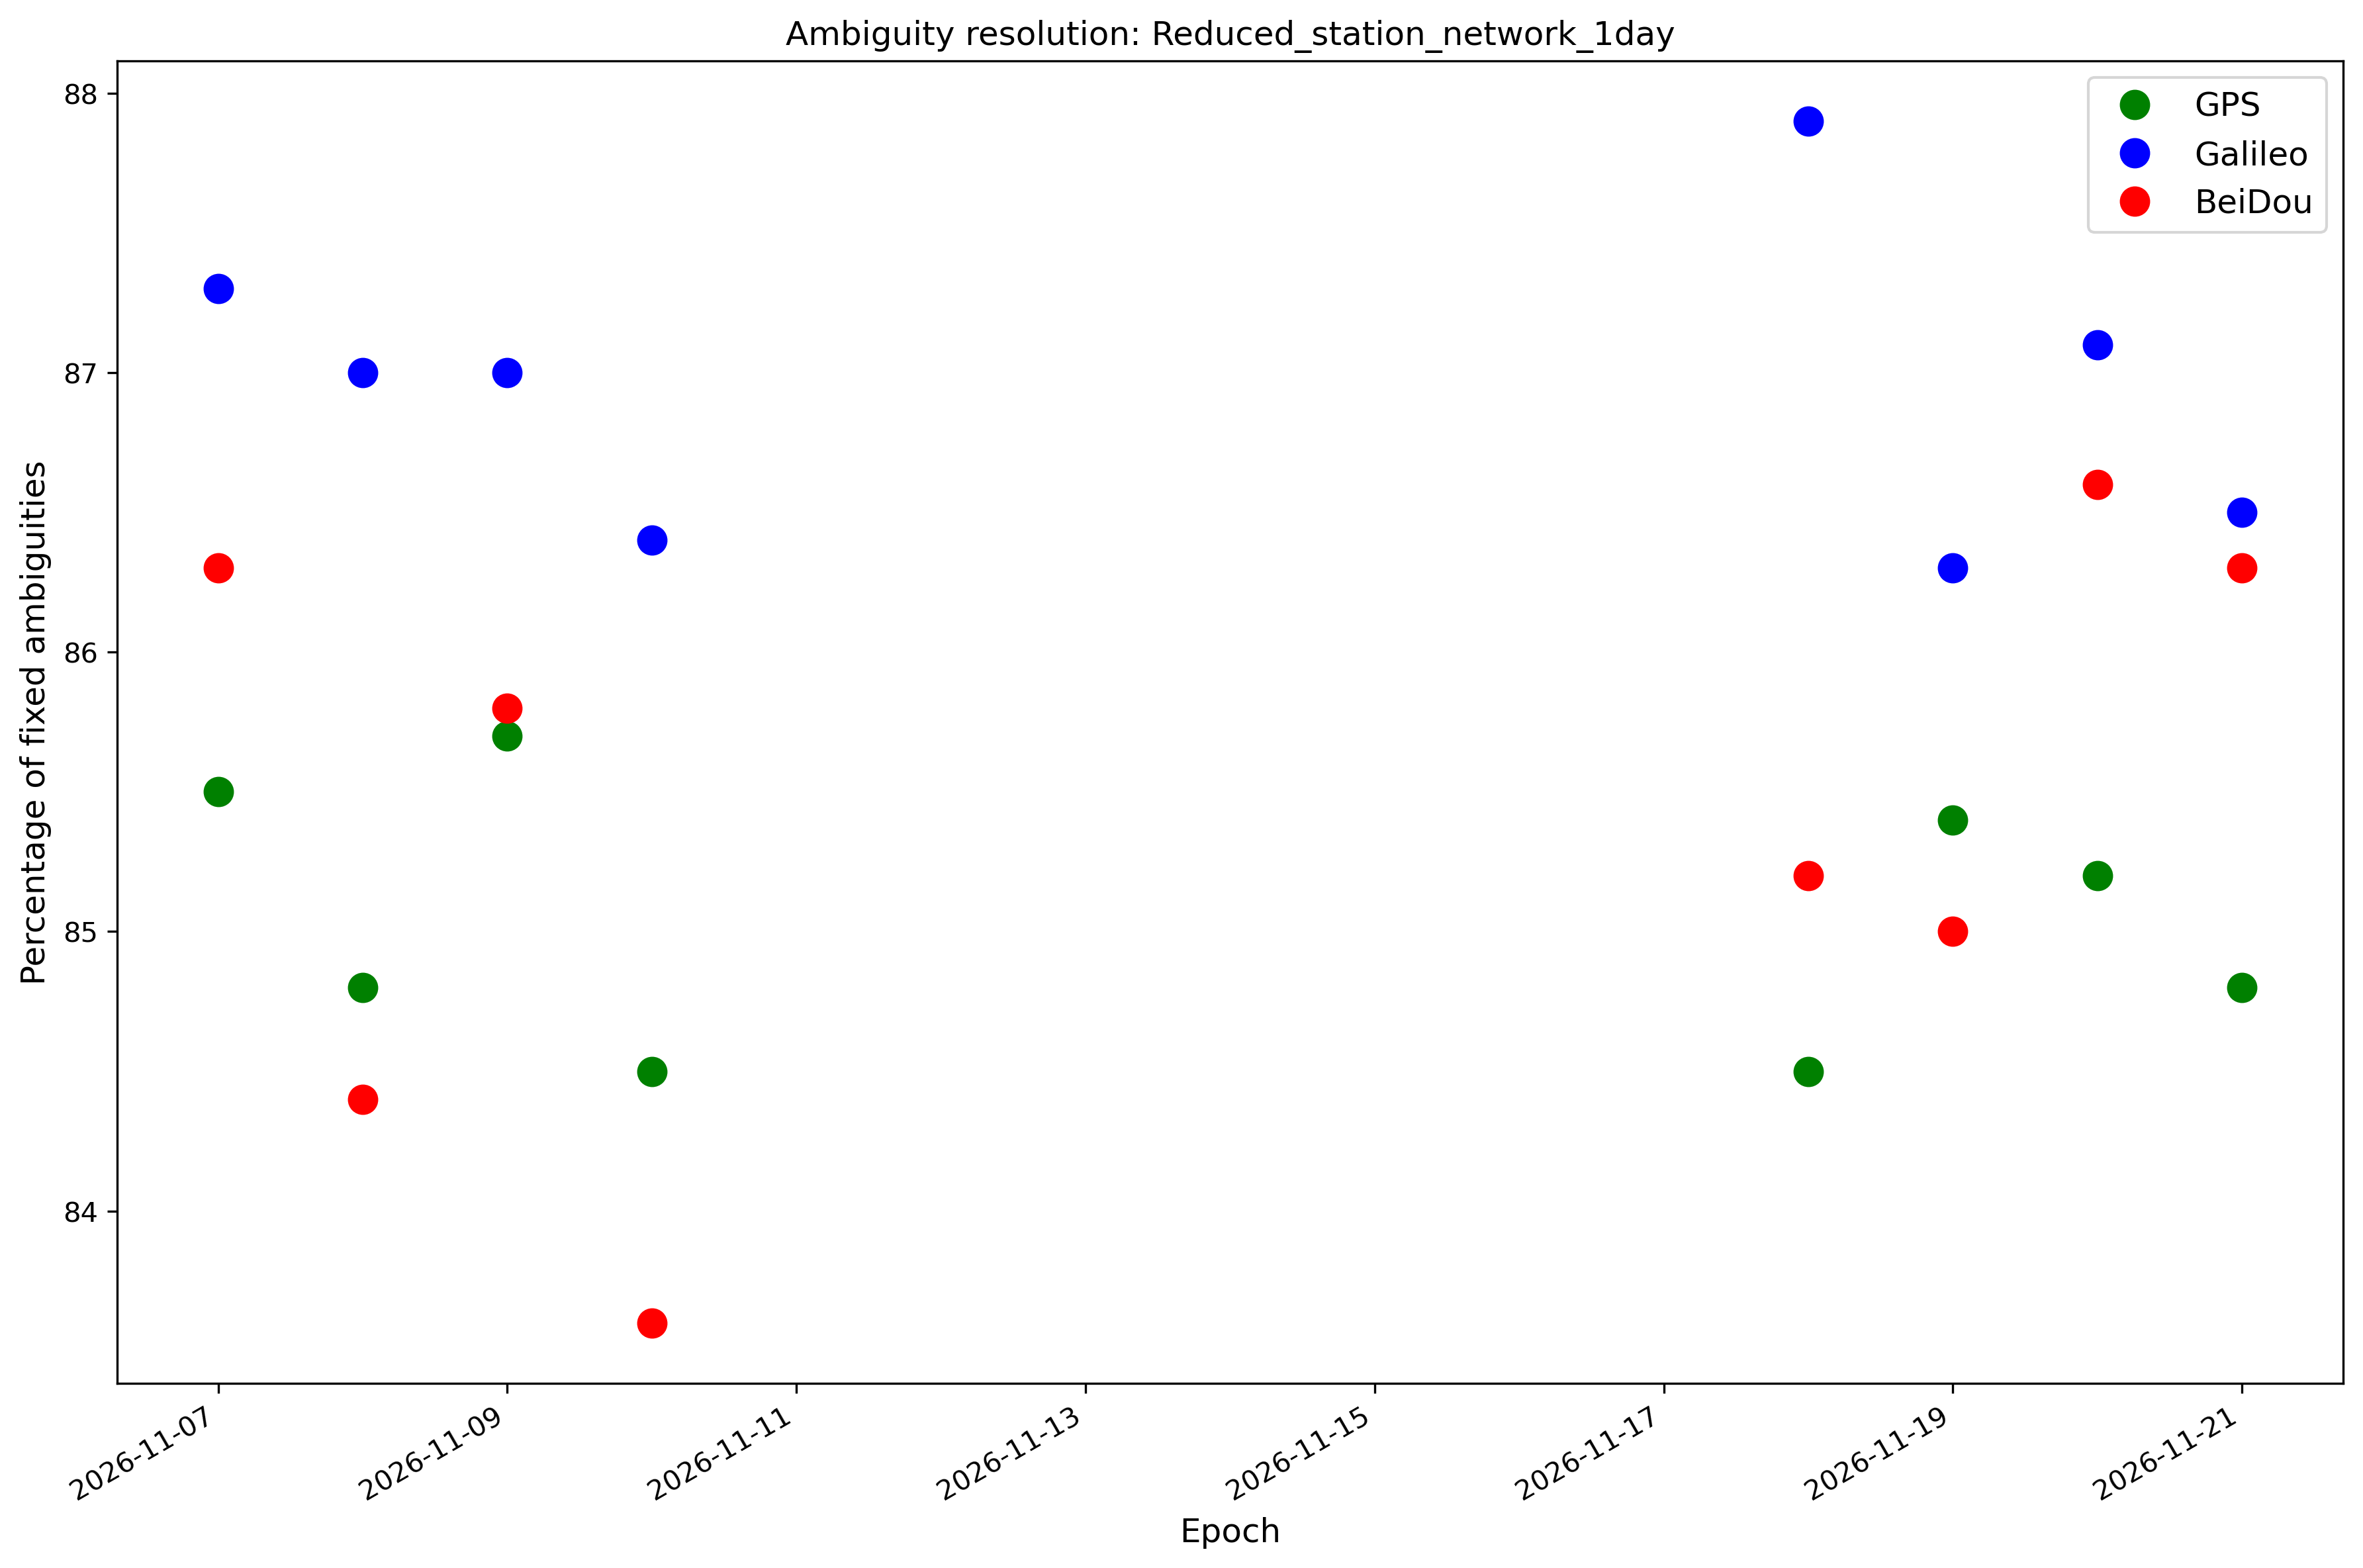 Ambiguity resolution: Reduced_station_network_1day
GPS
Galileo
BeiDou
Percentage of fixed ambiguities
88
87
86
85
84
2026-11-07
2026-11-09
2026-11-11
2026-11-13
2026-11-15
2026-11-17
2026-11-19
2026-11-21
Epoch